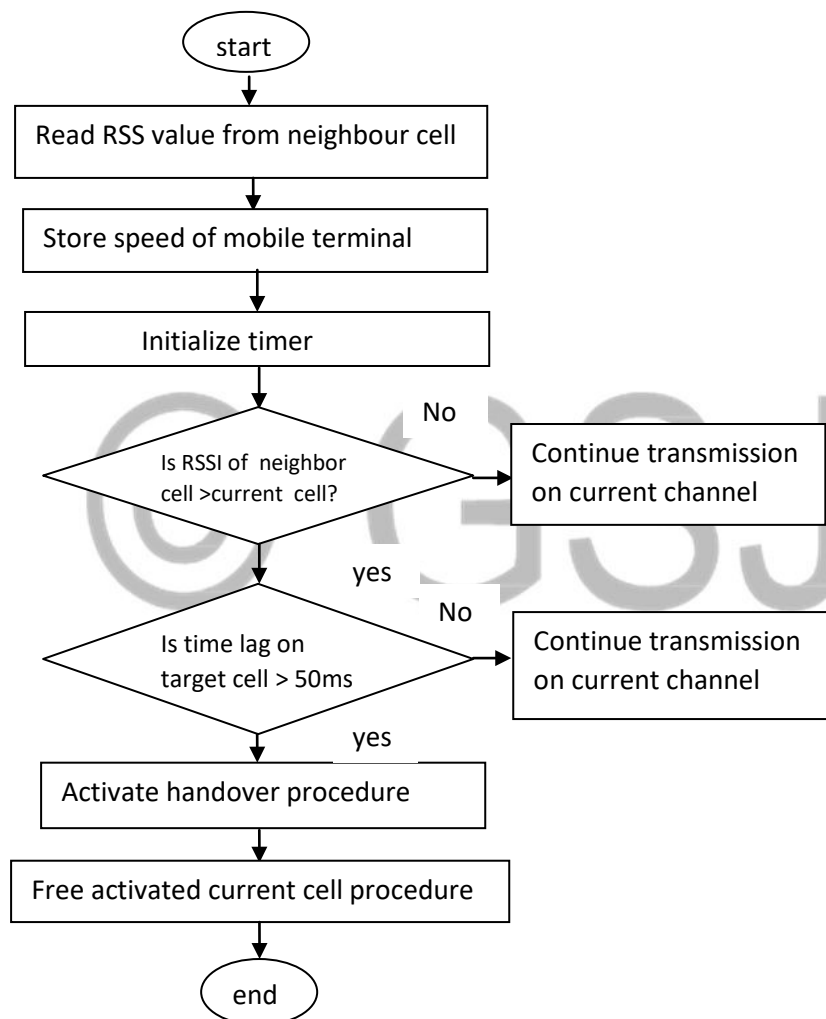 start
Read RSS value from neighbour cell
Store speed of mobile terminal
Initialize timer
No
Is RSSI of neighbor
cell >current cell?
Continue transmission
on current channel
yes
No
Is time lag on
target cell > 50ms
Continue transmission
on current channel
yes
Activate handover procedure
Free activated current cell procedure
end
© GSJ